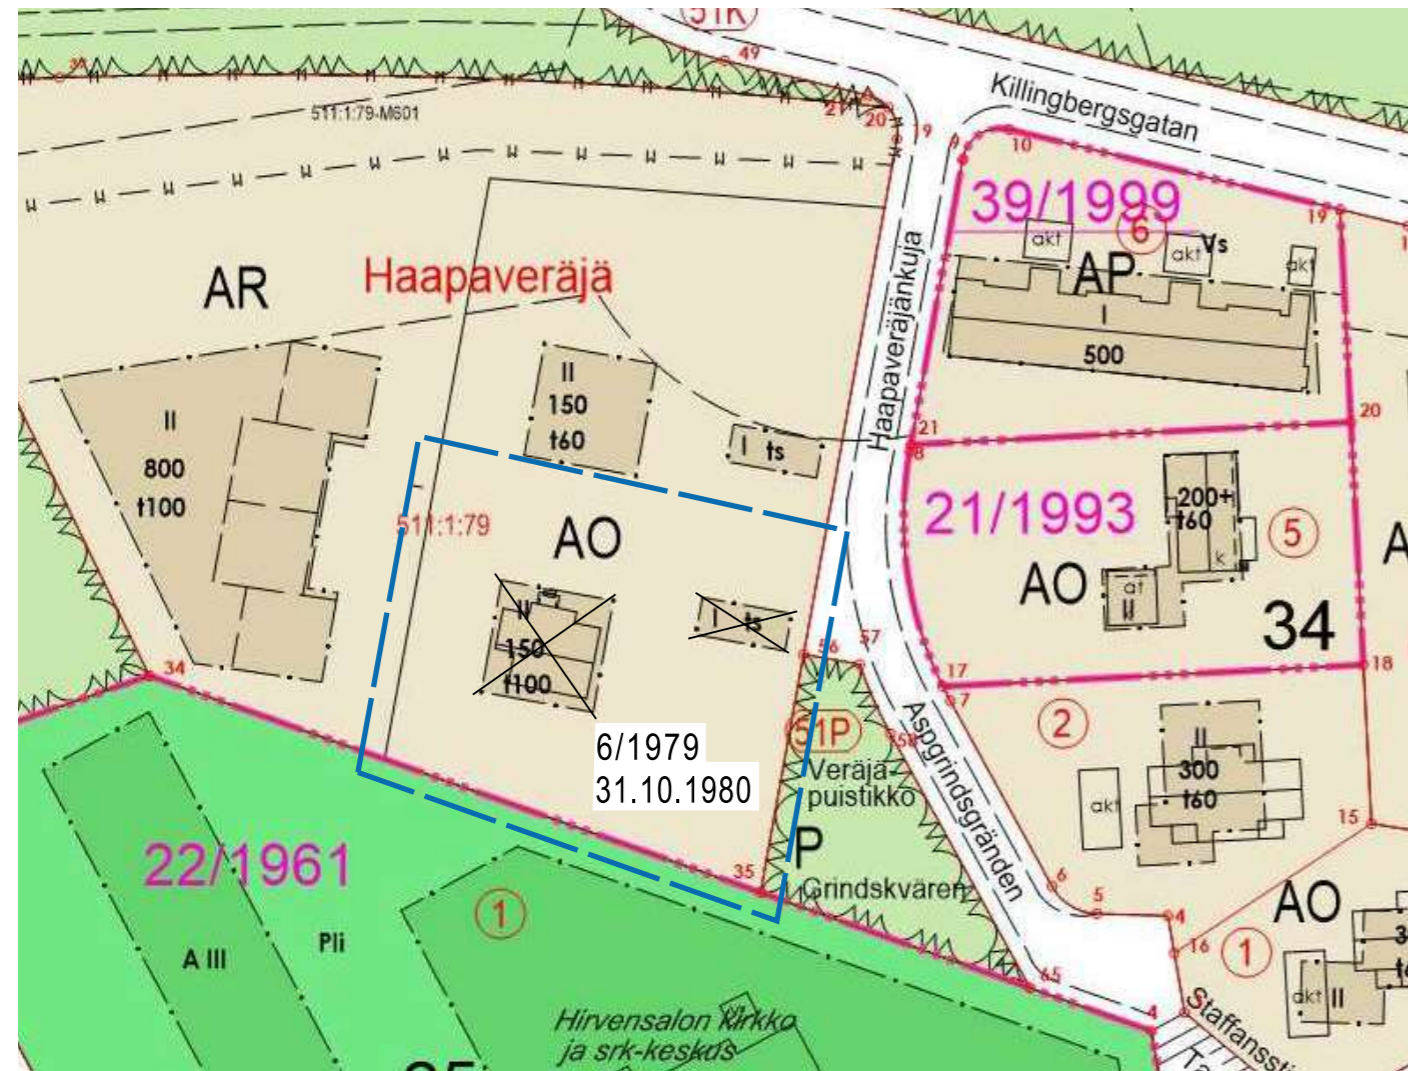 51K
49
34
511:1:79-M601
21
20
19
9
10
Killingbergsgatan
39/1999
19
6
akt
akt
Vs
akt
AR
Haapaveräjä
Haapaveräjänkuja
AP
I
500
II
150
t60
II
800
t100
I ts
21
8
20
511:1:79
AO
21/1993
200+
t60
k
5
AO
at
II
34
II
150
t100
I ts
56
57
17
7
18
34
2
51P
58
Aspgrindsgränden
6/1979
31.10.1980
Veräjä-
puistikko
P
Grindskvären
II
300
t60
akt
15
22/1961
1
35
6
5
4
AO
16
1
A III
Pli
65
akt II
Hirvensalon kirkko
ja srk-keskus
4